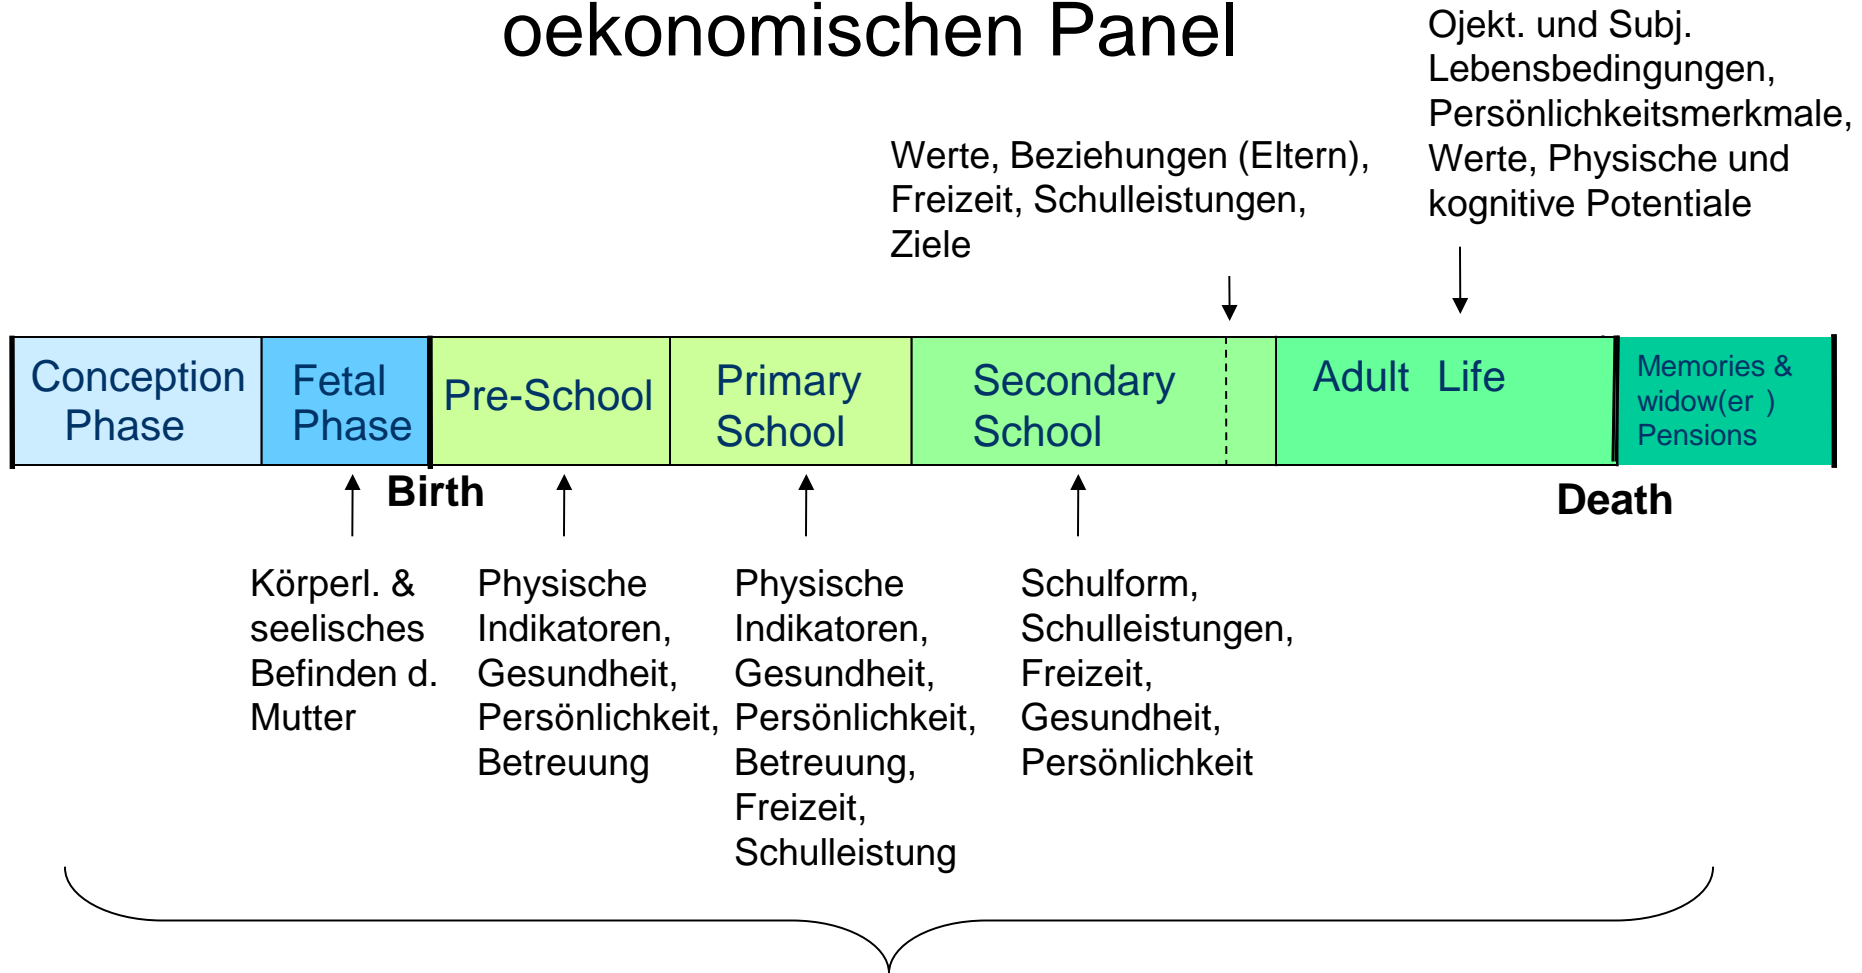 oekonomischen Panel
Ojekt. und Subj.
Lebensbedingungen,
Persönlichkeitsmerkmale,
Werte, Physische und
kognitive Potentiale
Werte, Beziehungen (Eltern),
Freizeit, Schulleistungen,
Ziele
Conception
Phase
Fetal
Phase
Pre-School
Primary
School
Secondary
School
Adult Life
Memories &
widow(er )
Pensions
Birth
Death
Körperl. &
seelisches
Befinden d.
Mutter
Physische
Indikatoren,
Gesundheit,
Persönlichkeit,
Betreuung
Physische
Indikatoren,
Gesundheit,
Persönlichkeit,
Betreuung,
Freizeit,
Schulleistung
Schulform,
Schulleistungen,
Freizeit,
Gesundheit,
Persönlichkeit